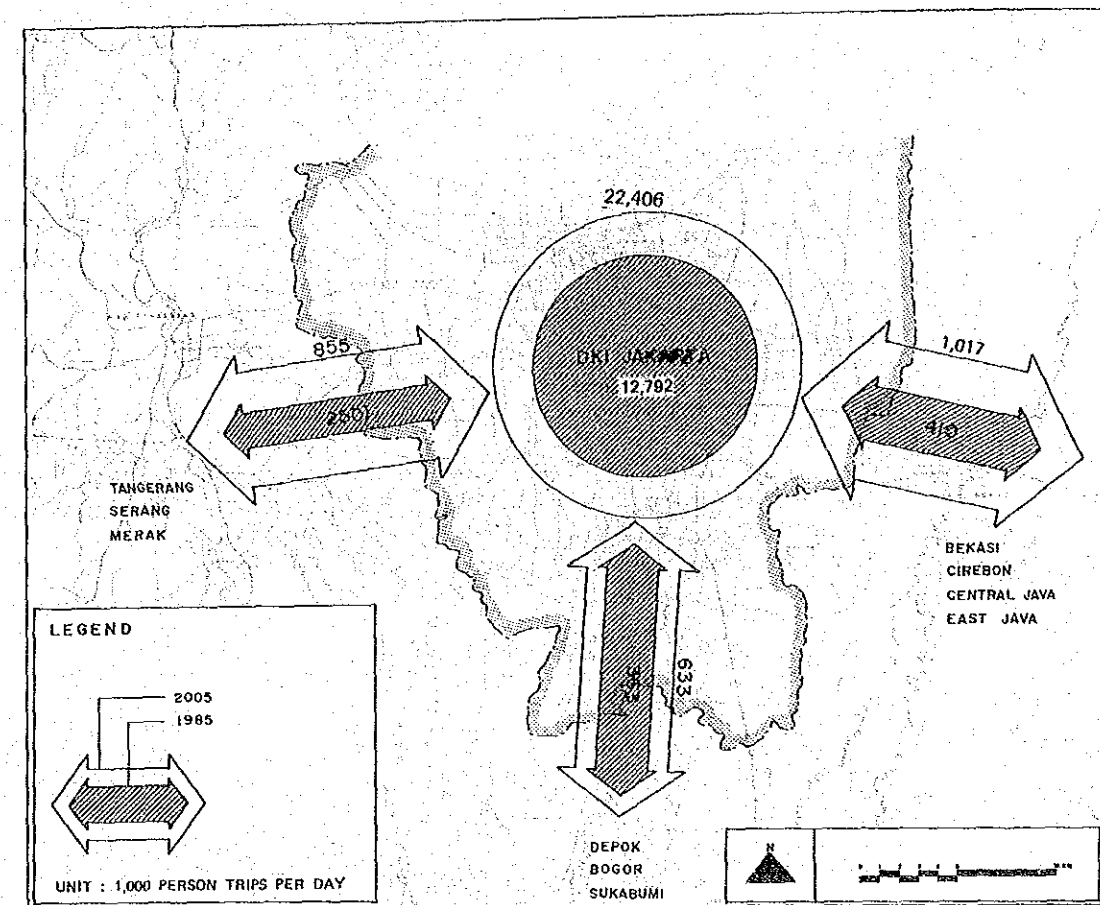 22,406
DKI JAKARTA
12,792
855
1,017
410
TANGERANG
SERANG
MERAK
BEKASI
CIREBON
CENTRAL JAVA
EAST JAVA
633
LEGEND
2005
1985
UNIT : 1,000 PERSON TRIPS PER DAY
DEPOK
BOGOR
SUKABUMI
N